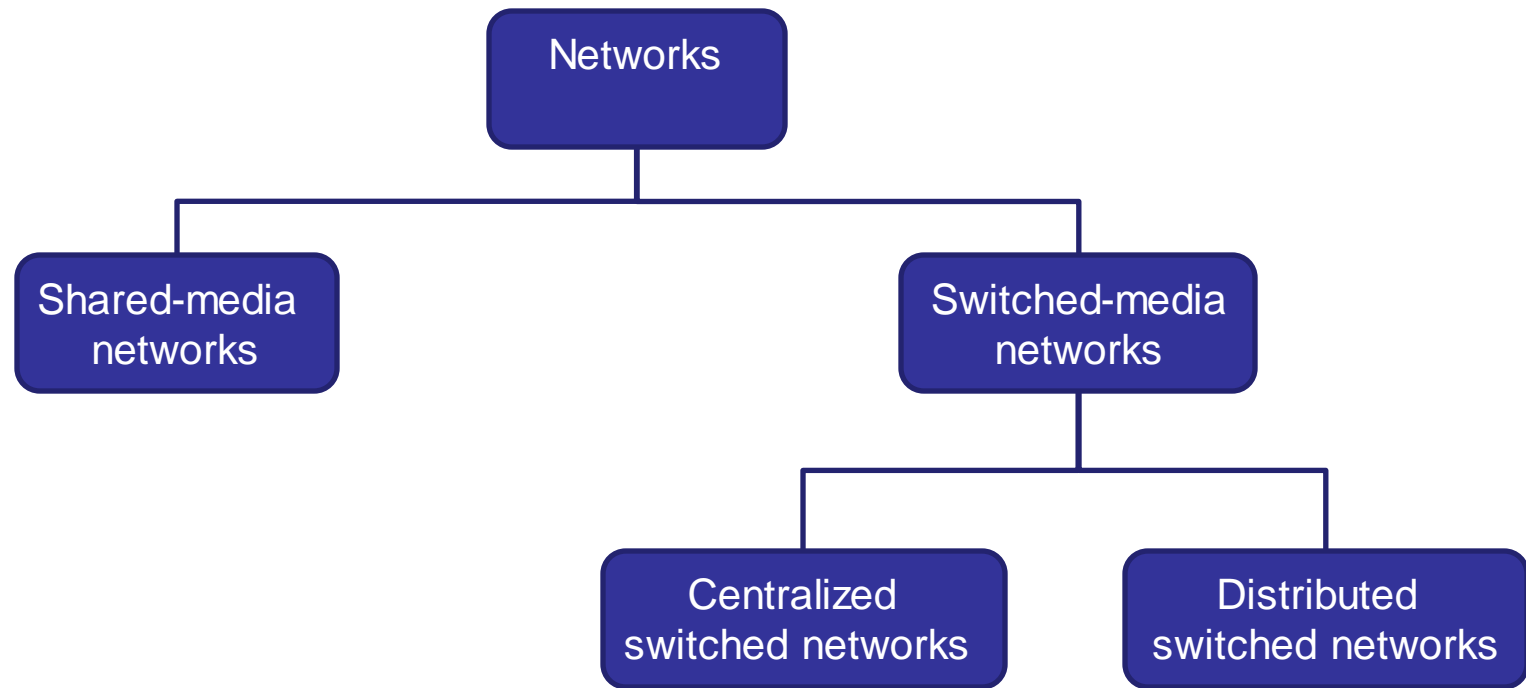 Networks
Shared-media
networks
Switched-media
networks
Centralized
switched networks
Distributed
switched networks